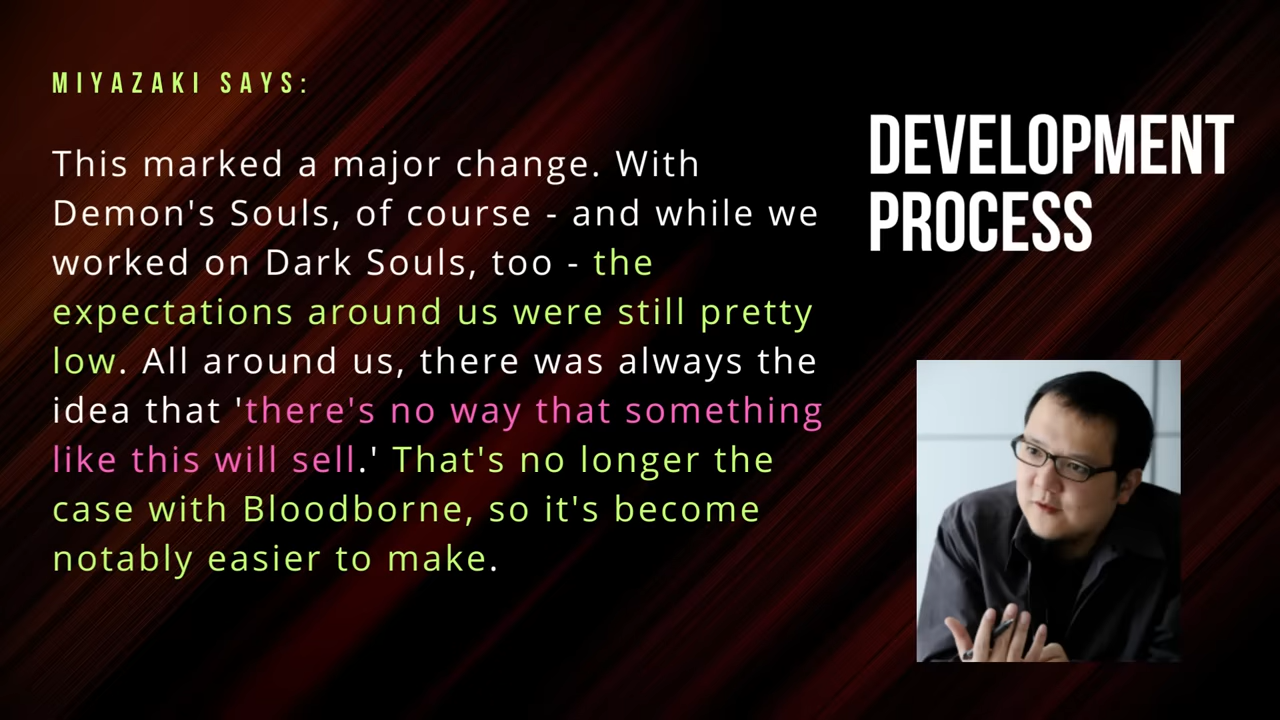 MIYAZAKI SAYS:
This marked a major change. With
Demon's Souls, of course - and while we
worked on Dark Souls, too - the
expectations around us were still pretty
low. All around us, there was always the
idea that 'there's no way that something
like this will sell.' That's no longer the
case with Bloodborne, so it's become
notably easier to make.
DEVELOPMENT
PROCESS